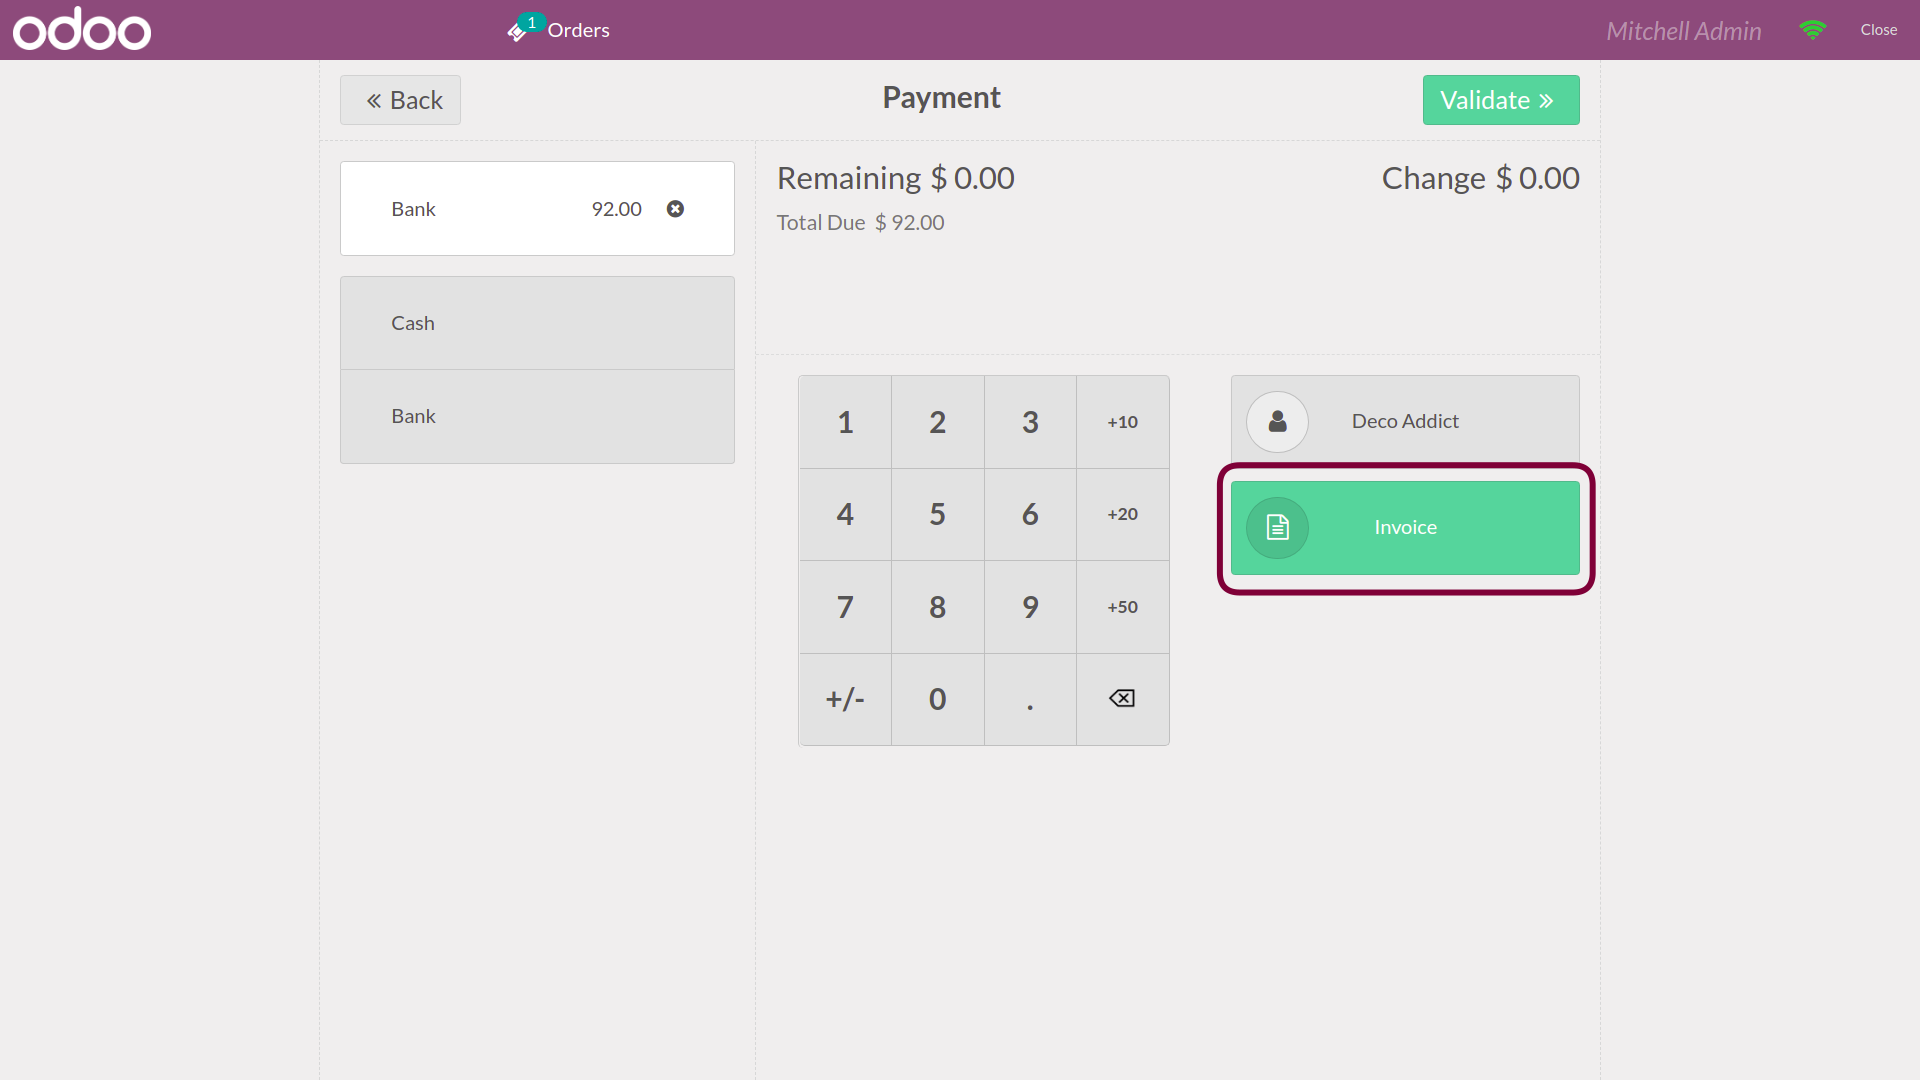 odoo
1 Orders
Mitchell Admin
Close
Back
Payment
Validate
Bank 92.00
Cash
Bank
Remaining $ 0.00
Change $ 0.00
Total Due $ 92.00
1 2 3 +10
4 5 6 +20
7 8 9 +50
+/- 0 .
Deco Addict
Invoice